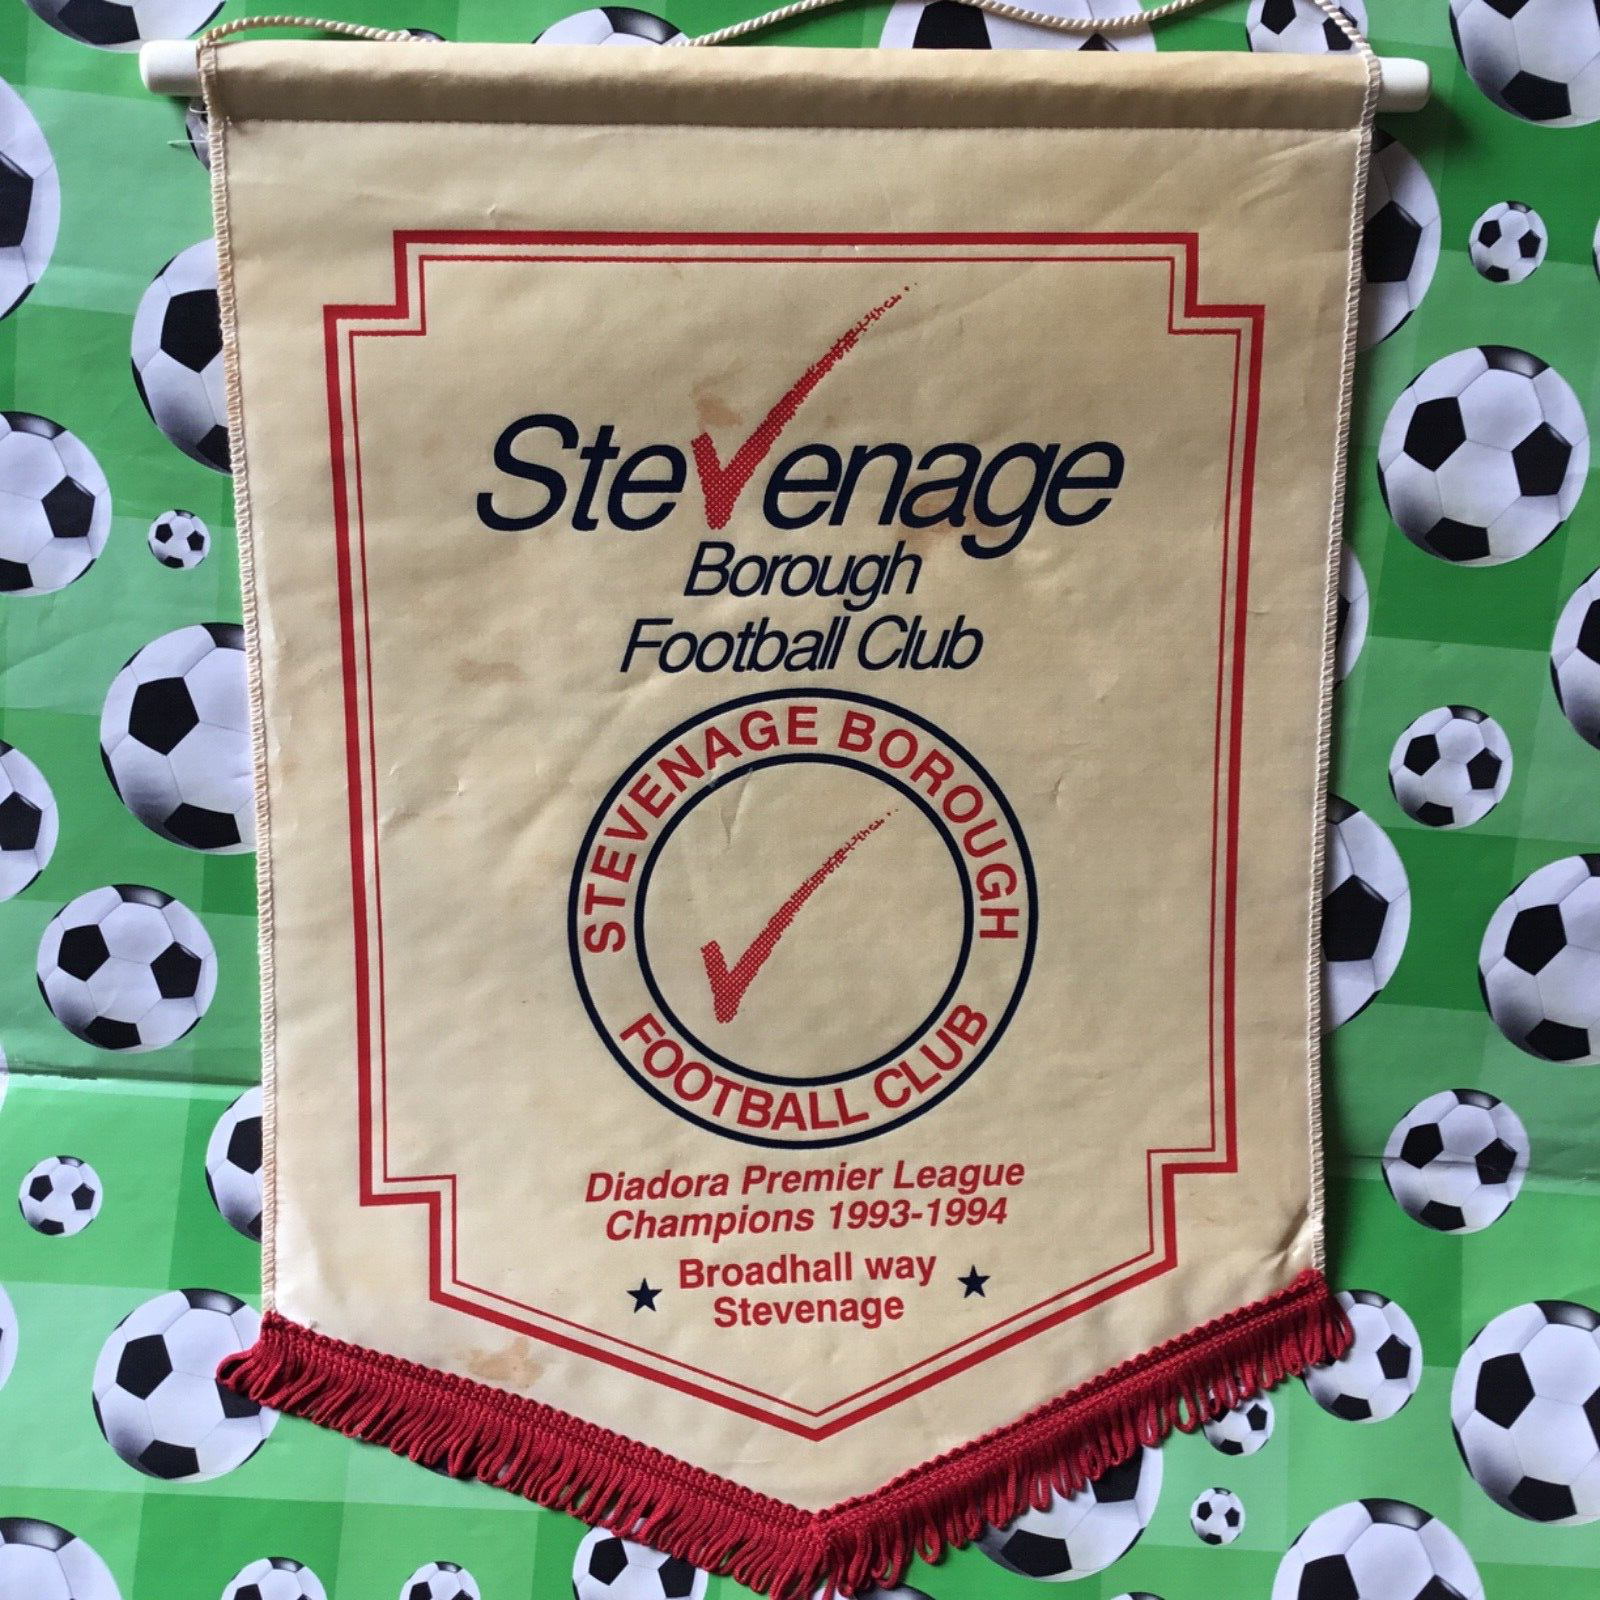 Stevenage
Borough
Football Club
STEVENAGE BOROUGH
FOOTBALL CLUB
Diadora Premier League
Champions 1993-1994
Broadhall way
Stevenage